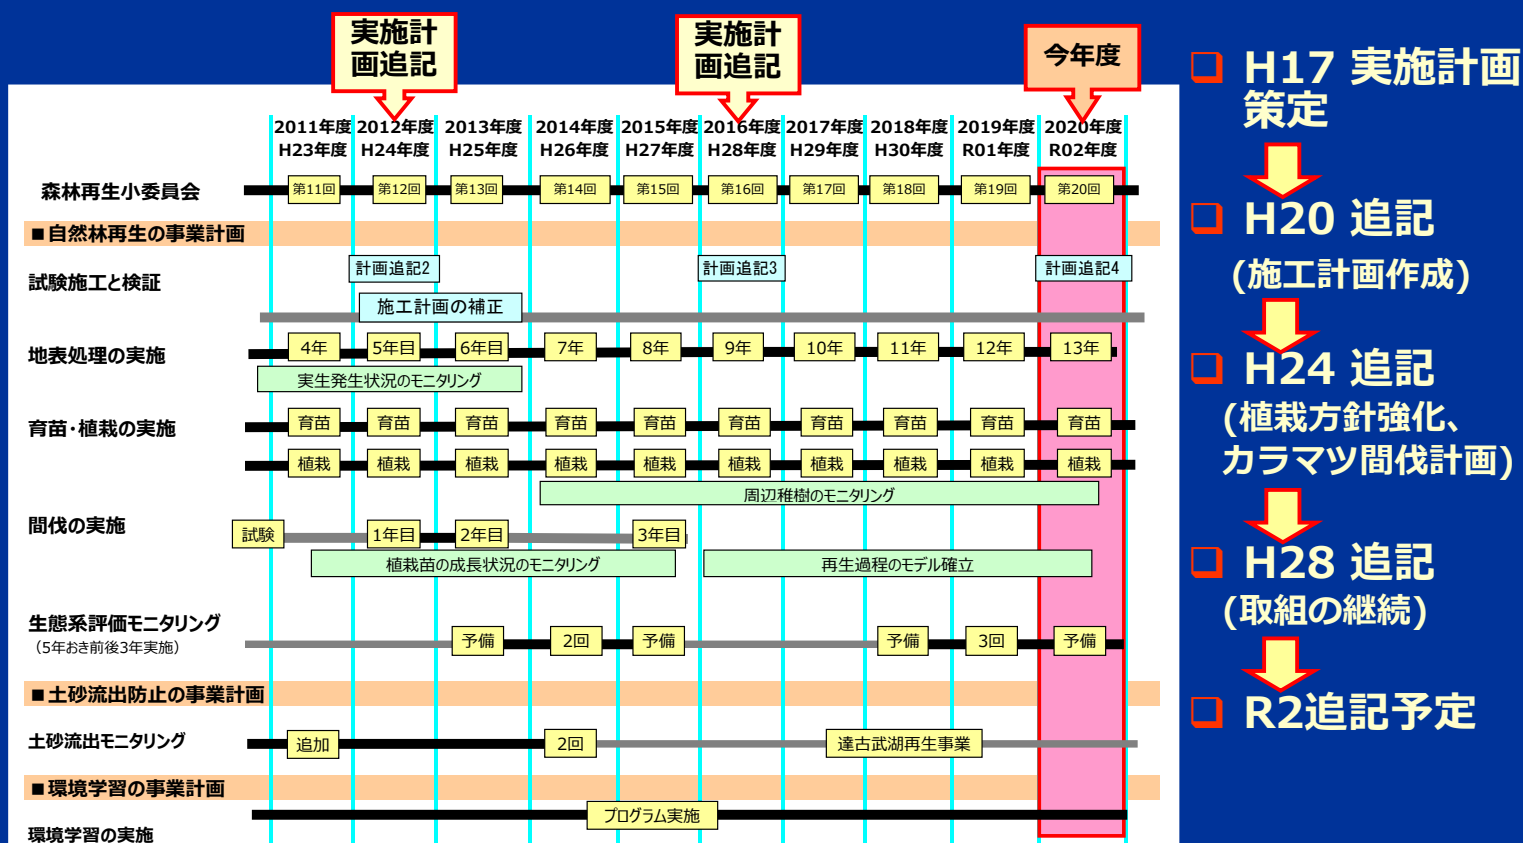 実施計
画追記
実施計
画追記
今年度
2011年度
H23年度
2012年度
H24年度
2013年度
H25年度
2014年度
H26年度
2015年度
H27年度
2016年度
H28年度
2017年度
H29年度
2018年度
H30年度
2019年度
R01年度
2020年度
R02年度
森林再生小委員会
第11回
第12回
第13回
第14回
第15回
第16回
第17回
第18回
第19回
第20回
■自然林再生の事業計画
試験施工と検証
計画追記2
計画追記3
計画追記4
施工計画の補正
地表処理の実施
4年
5年目
6年目
7年
8年
9年
10年
11年
12年
13年
実生発生状況のモニタリング
育苗・植栽の実施
育苗
育苗
育苗
育苗
育苗
育苗
育苗
育苗
育苗
育苗
植栽
植栽
植栽
植栽
植栽
植栽
植栽
植栽
植栽
植栽
周辺稚樹のモニタリング
間伐の実施
試験
1年目
2年目
3年目
植栽苗の成長状況のモニタリング
再生過程のモデル確立
生態系評価モニタリング
（5年おき前後3年実施）
予備
2回
予備
予備
3回
予備
■土砂流出防止の事業計画
土砂流出モニタリング
追加
2回
達古武湖再生事業
■環境学習の事業計画
プログラム実施
環境学習の実施
H17 実施計画
策定
H20 追記
(施工計画作成)
H24 追記
(植栽方針強化、
カラマツ間伐計画)
H28 追記
(取組の継続)
R2追記予定